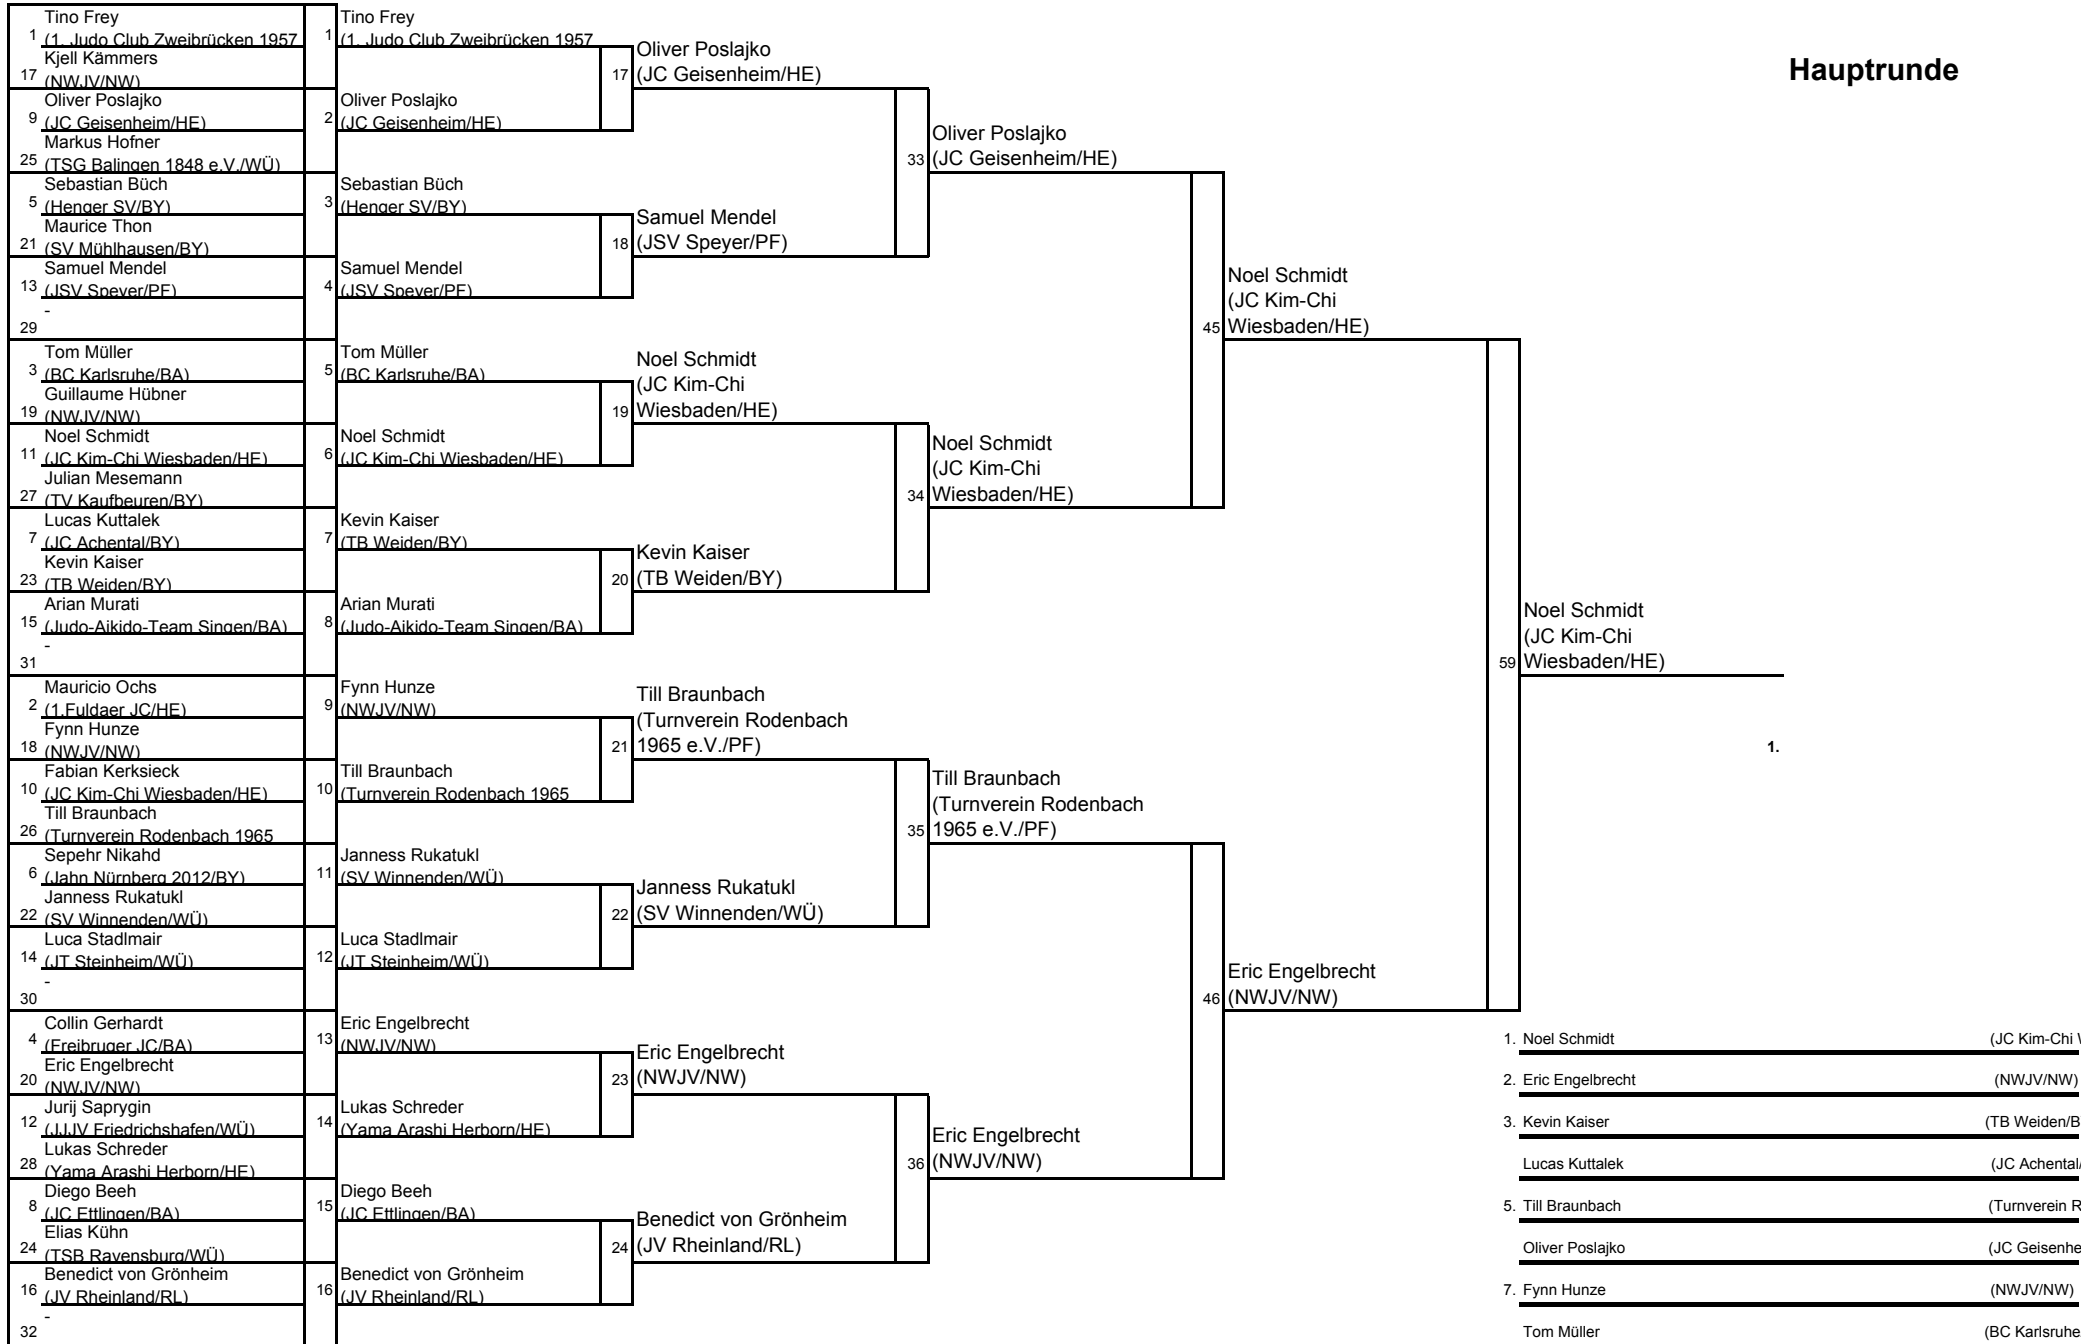 Hauptrunde
Tino Frey
1 (1. Judo Club Zweibrücken 1957
Kjell Kämmers
17 (NWJV/NW)
Oliver Poslajko
9 (JC Geisenheim/HE)
Markus Hofner
25 (TSG Balingen 1848 e.V./WÜ)
Sebastian Büch
5 (Henger SV/BY)
Maurice Thon
21 (SV Mühlhausen/BY)
Samuel Mendel
13 (JSV Speyer/PF)
-
29
Tom Müller
3 (BC Karlsruhe/BA)
Guillaume Hübner
19 (NWJV/NW)
Noel Schmidt
11 (JC Kim-Chi Wiesbaden/HE)
Julian Mesemann
27 (TV Kaufbeuren/BY)
Lucas Kuttalek
7 (JC Achental/BY)
Kevin Kaiser
23 (TB Weiden/BY)
Arian Murati
15 (Judo-Aikido-Team Singen/BA)
-
31
Mauricio Ochs
2 (1.Fuldaer JC/HE)
Fynn Hunze
18 (NWJV/NW)
Fabian Kerksieck
10 (JC Kim-Chi Wiesbaden/HE)
Till Braunbach
26 (Turnverein Rodenbach 1965
Sepehr Nikahd
6 (Jahn Nürnberg 2012/BY)
Janness Rukatukl
22 (SV Winnenden/WÜ)
Luca Stadlmair
14 (JT Steinheim/WÜ)
-
30
Collin Gerhardt
4 (Freibruger JC/BA)
Eric Engelbrecht
20 (NWJV/NW)
Jurij Saprygin
12 (JJJV Friedrichshafen/WÜ)
Lukas Schreder
28 (Yama Arashi Herborn/HE)
Diego Beeh
8 (JC Ettlingen/BA)
Elias Kühn
24 (TSB Ravensburg/WÜ)
Benedict von Grönheim
16 (JV Rheinland/RL)
-
32
Tino Frey
1 (1. Judo Club Zweibrücken 1957
Oliver Poslajko
2 (JC Geisenheim/HE)
Sebastian Büch
3 (Henger SV/BY)
Samuel Mendel
4 (JSV Speyer/PF)
Tom Müller
5 (BC Karlsruhe/BA)
Noel Schmidt
6 (JC Kim-Chi Wiesbaden/HE)
Kevin Kaiser
7 (TB Weiden/BY)
Arian Murati
8 (Judo-Aikido-Team Singen/BA)
Fynn Hunze
9 (NWJV/NW)
Till Braunbach
10 (Turnverein Rodenbach 1965
Janness Rukatukl
11 (SV Winnenden/WÜ)
Luca Stadlmair
12 (JT Steinheim/WÜ)
Eric Engelbrecht
13 (NWJV/NW)
Lukas Schreder
14 (Yama Arashi Herborn/HE)
Diego Beeh
15 (JC Ettlingen/BA)
Benedict von Grönheim
16 (JV Rheinland/RL)
Oliver Poslajko
17 (JC Geisenheim/HE)
Samuel Mendel
18 (JSV Speyer/PF)
Noel Schmidt
(JC Kim-Chi
19 Wiesbaden/HE)
Kevin Kaiser
20 (TB Weiden/BY)
Till Braunbach
(Turnverein Rodenbach
21 1965 e.V./PF)
Janness Rukatukl
22 (SV Winnenden/WÜ)
Eric Engelbrecht
23 (NWJV/NW)
Benedict von Grönheim
24 (JV Rheinland/RL)
Oliver Poslajko
33 (JC Geisenheim/HE)
Noel Schmidt
(JC Kim-Chi
34 Wiesbaden/HE)
Till Braunbach
(Turnverein Rodenbach
35 1965 e.V./PF)
Eric Engelbrecht
36 (NWJV/NW)
Noel Schmidt
(JC Kim-Chi
45 Wiesbaden/HE)
Eric Engelbrecht
46 (NWJV/NW)
Noel Schmidt
(JC Kim-Chi
59 Wiesbaden/HE)
1.
1. Noel Schmidt (JC Kim-Chi
2. Eric Engelbrecht (NWJV/NW)
3. Kevin Kaiser (TB Weiden/B
Lucas Kuttalek (JC Achental/
5. Till Braunbach (Turnverein R
Oliver Poslajko (JC Geisenhe
7. Fynn Hunze (NWJV/NW)
Tom Müller (BC Karlsruhe